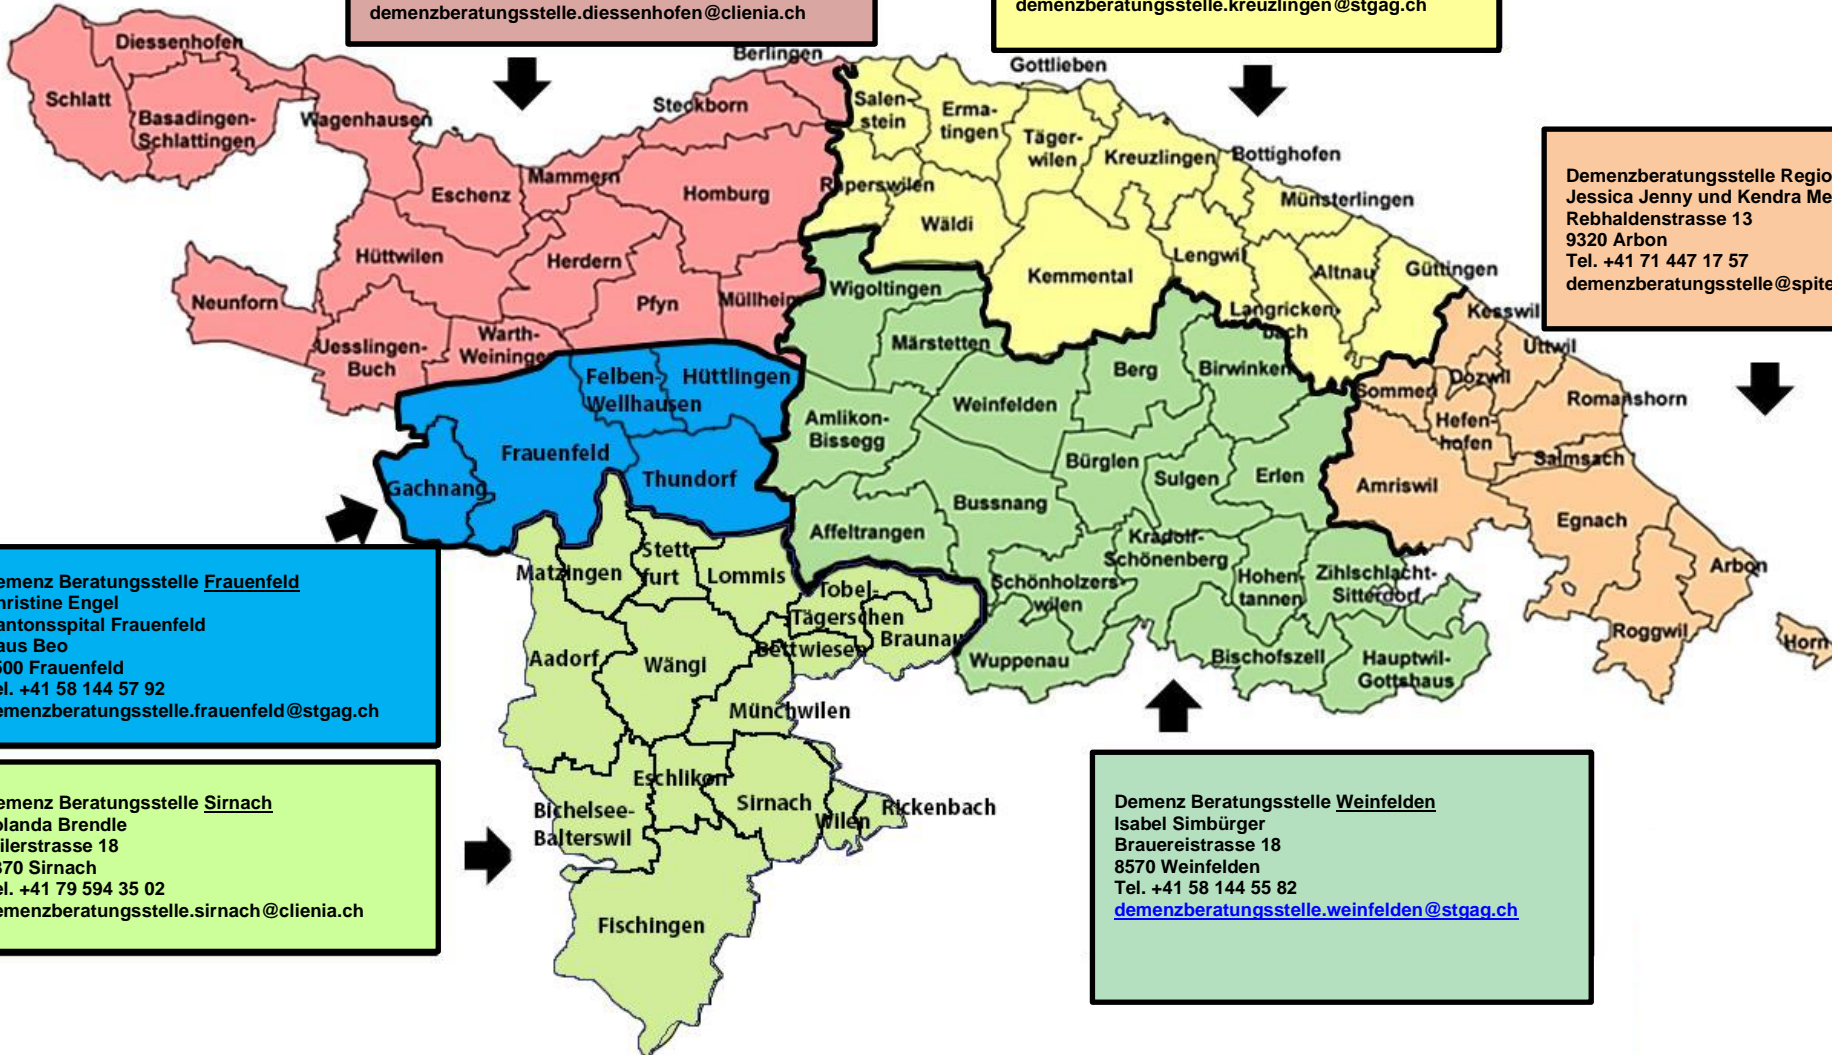 demenzberatungsstelle.diessenhofen@clienia.ch
demenzberatungsstelle.kreuzlingen@stgag.ch
Diessenhofen
Schlatt
Basadingen-
Schlattingen
Wagenhausen
Berlingen
Steckborn
Mammern
Eschenz
Homburg
Hüttwilen
Herdern
Neunforn
Pfyn
Müllheim
Uesslingen-
Buch
Warth-
Weininge
Gottlieben
Salen-
stein
Erma-
tingen
Täger-
wilen
Kreuzlingen
Bottighofen
Raperswilen
Wäldi
Münsterlingen
Kemmental
Lengwil
Altnau
Güttingen
Langricken-
bach
Demenzberatungsstelle Regio
Jessica Jenny und Kendra Me
Rebhaldenstrasse 13
9320 Arbon
Tel. +41 71 447 17 57
demenzberatungsstelle@spite
Kesswil
Uttwil
Dozwil
Sommeri
Romanshorn
Hefen-
hofen
Salmsach
Amriswil
Egnach
Arbon
Roggwil
Horn
Wigoltingen
Märstetten
Berg
Birwinken
Weinfelden
Amlikon-
Bissegg
Bürglen
Sulgen
Erlen
Bussnang
Affeltrangen
Kradolf-
Schönenberg
Schönholzers-
wilen
Hohen-
tannen
Zihlschlacht-
Sitterdorf
Wuppenau
Bischofszell
Hauptwil-
Gottshaus
Felben-
Wellhausen
Hüttlingen
Frauenfeld
Thundorf
Gachnang
Matzingen
Stett
furt
Lommis
Tobel-
Tägerschen
Braunau
Bettwiesen
Aadorf
Wängi
Münchwilen
Eschlikon
Sirnach
Wilen
Rickenbach
Bichelsee-
Balterswil
Fischingen
emenz Beratungsstelle Frauenfeld
hristine Engel
antonsspital Frauenfeld
aus Beo
500 Frauenfeld
el. +41 58 144 57 92
emenzberatungsstelle.frauenfeld@stgag.ch
emenz Beratungsstelle Sirnach
olanda Brendle
ilerstrasse 18
370 Sirnach
el. +41 79 594 35 02
emenzberatungsstelle.sirnach@clienia.ch
Demenz Beratungsstelle Weinfelden
Isabel Simbürger
Brauereistrasse 18
8570 Weinfelden
Tel. +41 58 144 55 82
demenzberatungsstelle.weinfelden@stgag.ch